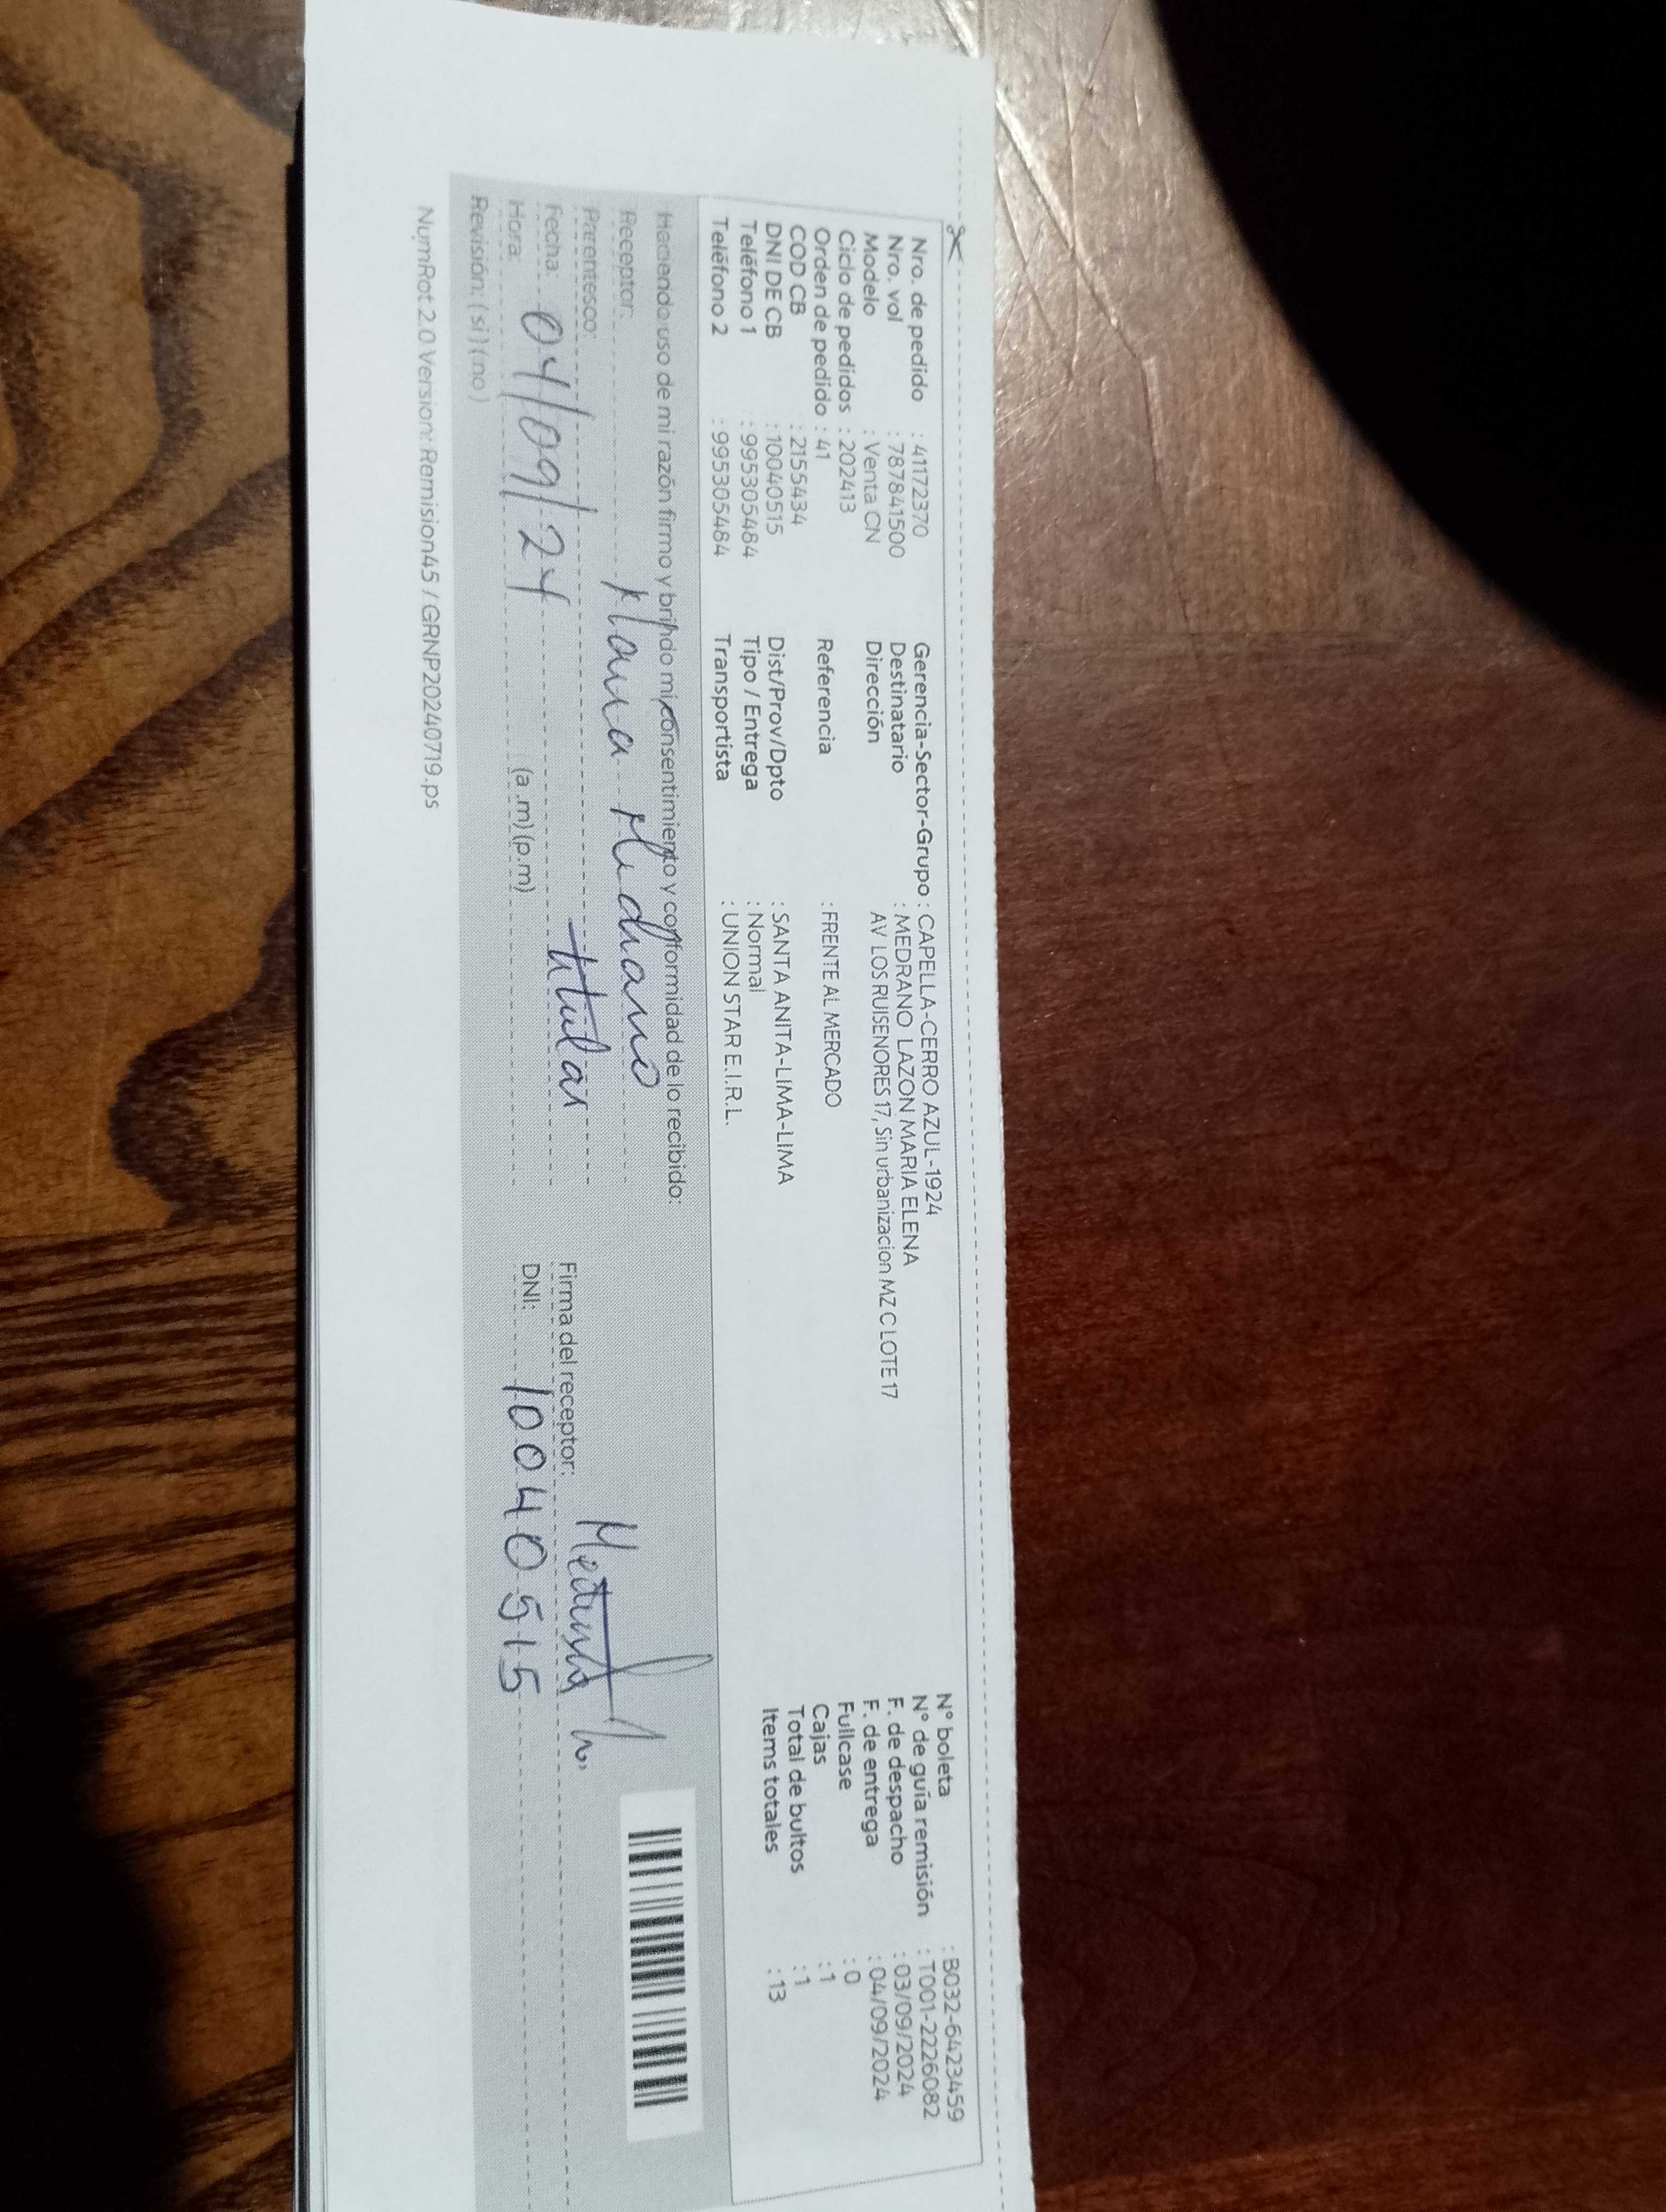 Nro. de pedido : 41172370
Nro. vol : 787841500
Modelo : Venta CN
Ciclo de pedidos : 202413
Orden de pedido : 41
COD CB : 2155434
DNI DE CB : 10040515
Teléfono 1 : 995305484
Teléfono 2 : 995305484
Gerencia-Sector-Grupo : CAPELLA-CERRO AZUL-1924
Destinatario : MEDRANO LAZON MARIA ELENA
Dirección AV LOS RUISENORES 17, Sin urbanizacion MZ C LOTE 17
Referencia : FRENTE AL MERCADO
Dist/Prov/Dpto : SANTA ANITA-LIMA-LIMA
Tipo / Entrega : Normal
Transportista : UNION STAR E.I.R.L.
N° boleta : B032-6423459
N° de guía remisión : T001-2226082
F. de despacho : 03/09/2024
F. de entrega : 04/09/2024
Fullcase : 0
Cajas : 1
Total de bultos : 1
Items totales : 13
Haciendo uso de mi razón firmo y brindo mi consentimiento y conformidad de lo recibido:
Receptor: Maria Medrano
Parentesco: titular
Fecha: 04/09/24
Hora: (a.m) (p.m)
Revisión: (si) (no)
Firma del receptor:
DNI: 10040515
NumRot 2.0 Version: Remision45 / GRNP20240719.ps